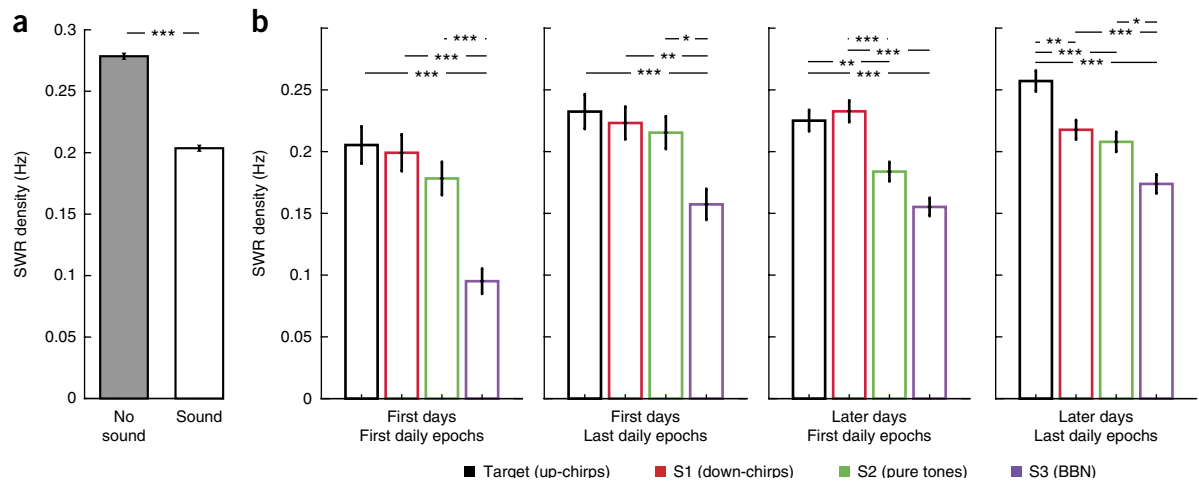 a
b
SWR density (Hz)
0.3
0.25
0.2
0.15
0.1
0.05
0
***
No sound
Sound
SWR density (Hz)
0.3
0.25
0.2
0.15
0.1
0.05
0
***
***
***
First days
First daily epochs
*
**
***
First days
Last daily epochs
***
***
**
***
Later days
First daily epochs
*
***
**
***
***
Later days
Last daily epochs
Target (up-chirps)
S1 (down-chirps)
S2 (pure tones)
S3 (BBN)